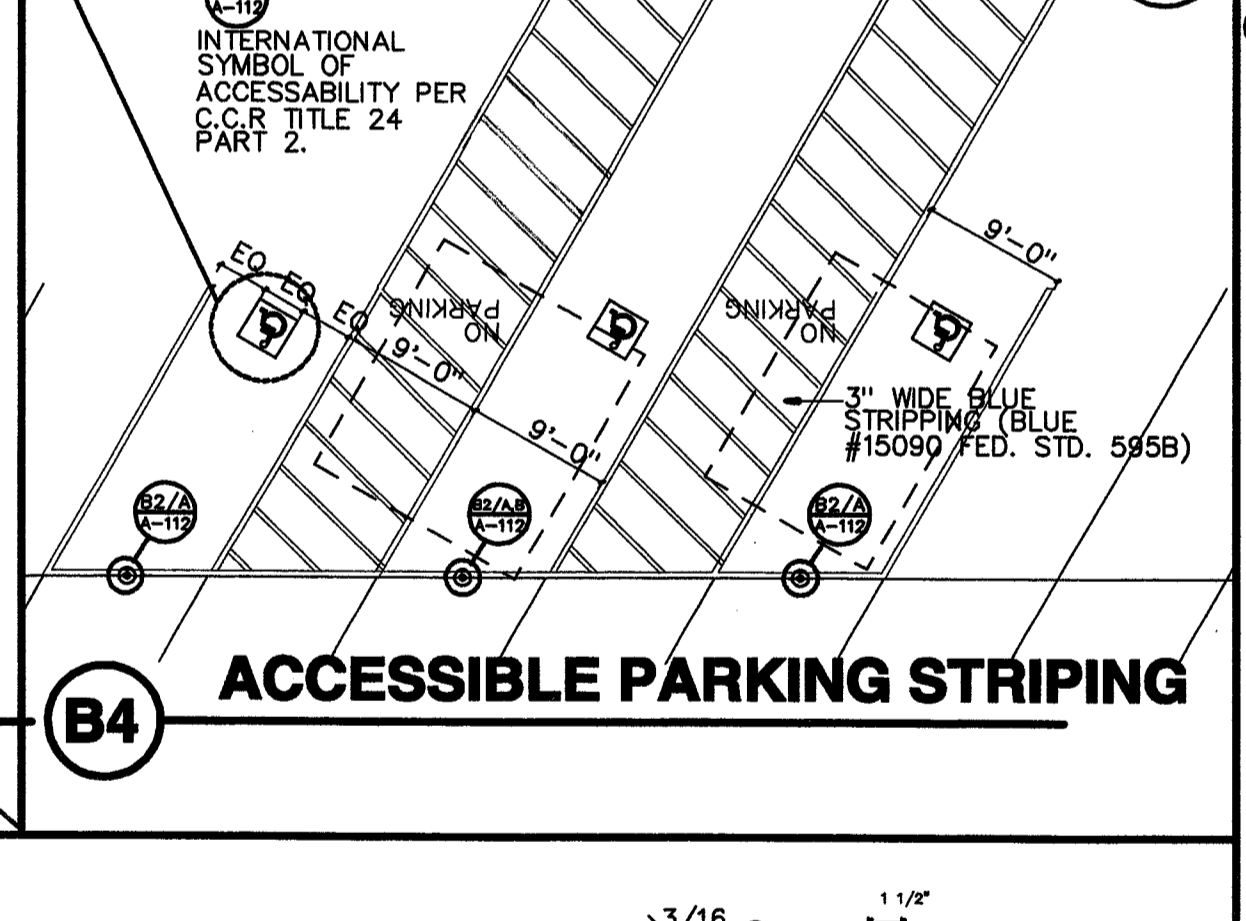 A-112
INTERNATIONAL
SYMBOL OF
ACCESSABILITY PER
C.C.R TITLE 24
PART 2.
9'-0"
EQ
EQ
EQ
NO
PARKING
NO
PARKING
9'-0"
9'-0"
3" WIDE BLUE
STRIPPING (BLUE
#15090 FED. STD. 595B)
B2/A
A-112
B2/A,B
A-112
B2/A
A-112
B4
ACCESSIBLE PARKING STRIPING
1 1/2"
3/16